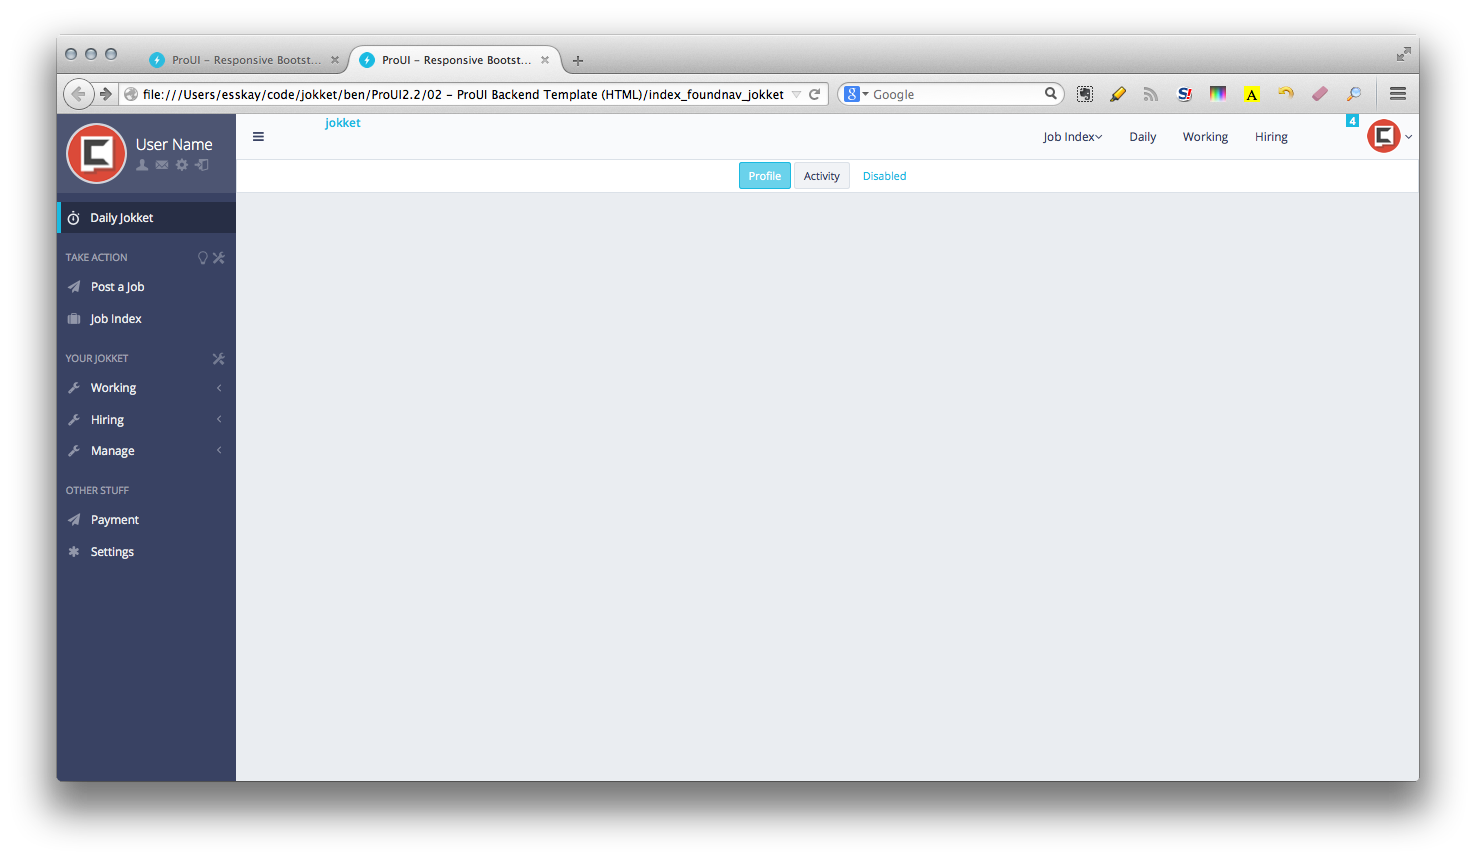 ProUI – Responsive Bootst...
ProUI – Responsive Bootst...
file:///Users/esskay/code/jokket/ben/ProUI2.2/02 – ProUI Backend Template (HTML)/index_foundnav_jokket
8
Google
S!
A
User Name
jokket
Job Index
Daily
Working
Hiring
4
Profile
Activity
Disabled
Daily Jokket
TAKE ACTION
Post a Job
Job Index
YOUR JOKKET
Working
Hiring
Manage
OTHER STUFF
Payment
Settings